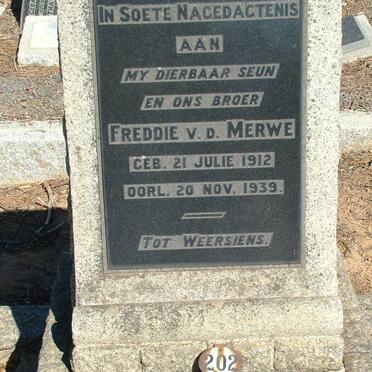 IN SOETE NAGEDAGTENIS
AAN
MY DIERBAAR SEUN
EN ONS BROER
FREDDIE V. D. MERWE
GEB. 21 JULIE 1912
OORL. 20 NOV. 1939.
TOT WEERSIENS.
202